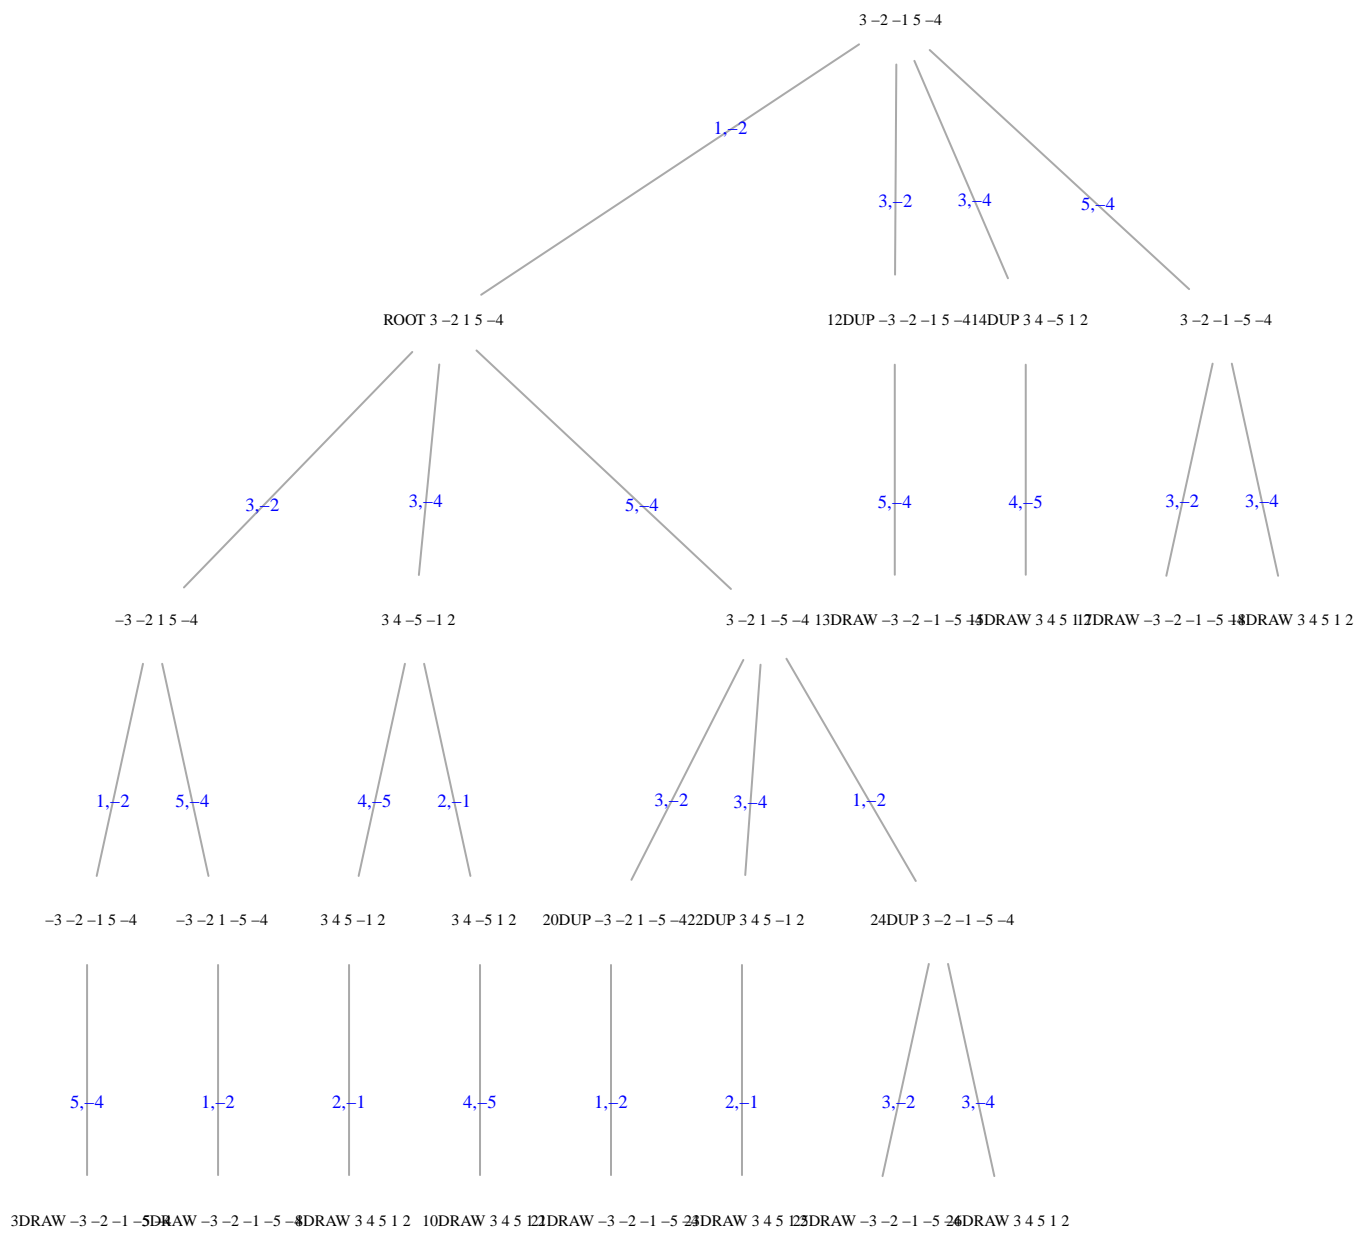 3 –2 –1 5 –4
1,–2
3,–2 3,–4 5,–4
ROOT 3 –2 1 5 –4 12DUP –3 –2 –1 5 –4 14DUP 3 4 –5 1 2 3 –2 –1 –5 –4
3,–2 3,–4 5,–4 5,–4 4,–5 3,–2 3,–4
–3 –2 1 5 –4 3 4 –5 –1 2 3 –2 1 –5 –4 13DRAW –3 –2 –1 –5 –4 15DRAW 3 4 5 1 2 17DRAW –3 –2 –1 –5 –4 18DRAW 3 4 5 1 2
1,–2 5,–4 4,–5 2,–1 3,–2 3,–4 1,–2
–3 –2 –1 5 –4 –3 –2 1 –5 –4 3 4 5 –1 2 3 4 –5 1 2 20DUP –3 –2 1 –5 –4 22DUP 3 4 5 –1 2 24DUP 3 –2 –1 –5 –4
5,–4 1,–2 2,–1 4,–5 1,–2 2,–1 3,–2 3,–4
3DRAW –3 –2 –1 –5 –4 5DRAW –3 –2 –1 –5 –4 8DRAW 3 4 5 1 2 10DRAW 3 4 5 1 2 21DRAW –3 –2 –1 –5 –4 23DRAW 3 4 5 1 2 25DRAW –3 –2 –1 –5 –4 26DRAW 3 4 5 1 2